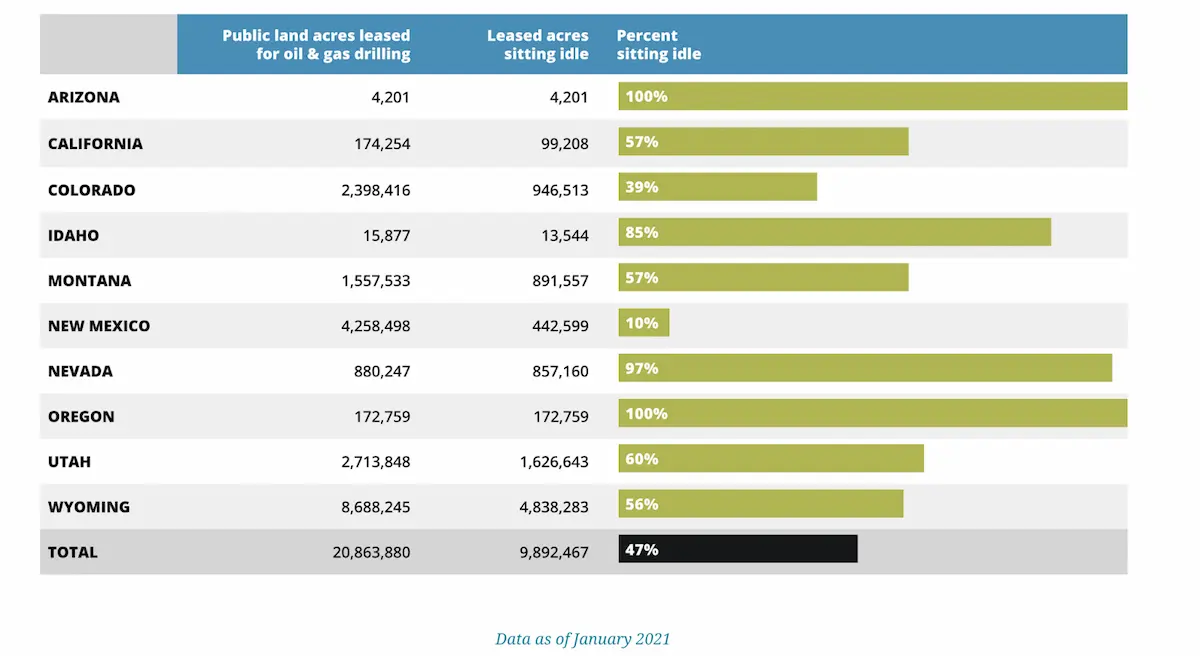 Public land acres leased for oil & gas drilling Leased acres sitting idle Percent sitting idle
ARIZONA 4,201 4,201 100%
CALIFORNIA 174,254 99,208 57%
COLORADO 2,398,416 946,513 39%
IDAHO 15,877 13,544 85%
MONTANA 1,557,533 891,557 57%
NEW MEXICO 4,258,498 442,599 10%
NEVADA 880,247 857,160 97%
OREGON 172,759 172,759 100%
UTAH 2,713,848 1,626,643 60%
WYOMING 8,688,245 4,838,283 56%
TOTAL 20,863,880 9,892,467 47%
Data as of January 2021